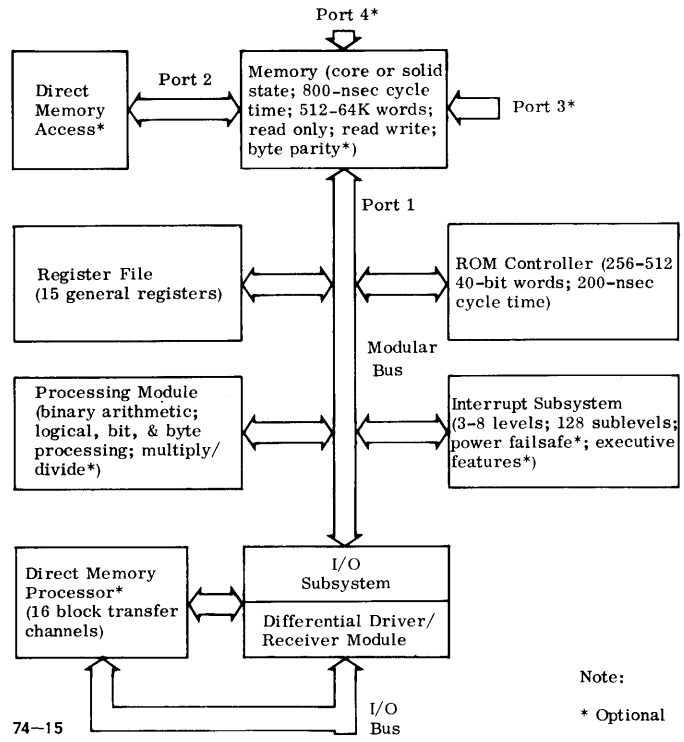 Port 4*
Direct
Memory
Access*
Port 2
Memory (core or solid
state; 800-nsec cycle
time; 512-64K words;
read only; read write;
byte parity*)
Port 3*
Port 1
Register File
(15 general registers)
ROM Controller (256-512
40-bit words; 200-nsec
cycle time)
Modular
Bus
Processing Module
(binary arithmetic;
logical, bit, & byte
processing; multiply/
divide*)
Interrupt Subsystem
(3-8 levels; 128 sublevels;
power failsafe*; executive
features*)
Direct Memory
Processor*
(16 block transfer
channels)
I/O
Subsystem
Differential Driver/
Receiver Module
I/O
Bus
Note:
* Optional
74-15